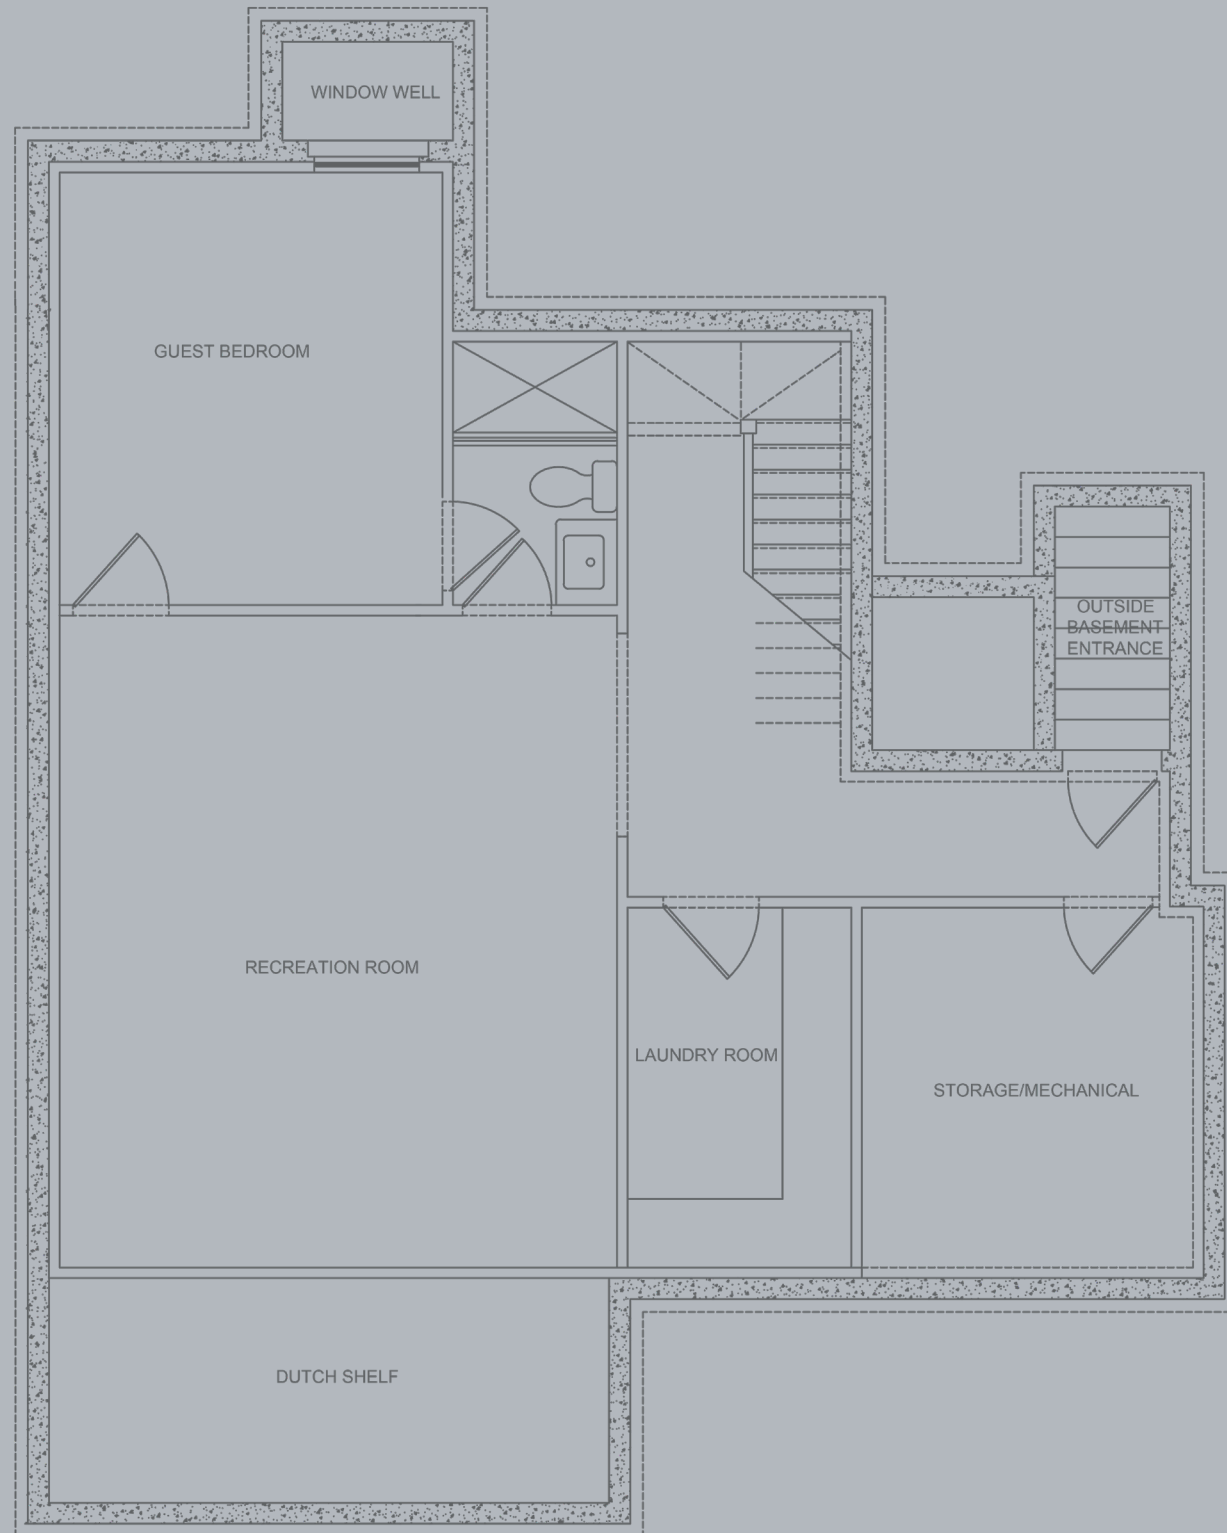 WINDOW WELL
GUEST BEDROOM
OUTSIDE
BASEMENT
ENTRANCE
RECREATION ROOM
LAUNDRY ROOM
STORAGE/MECHANICAL
DUTCH SHELF